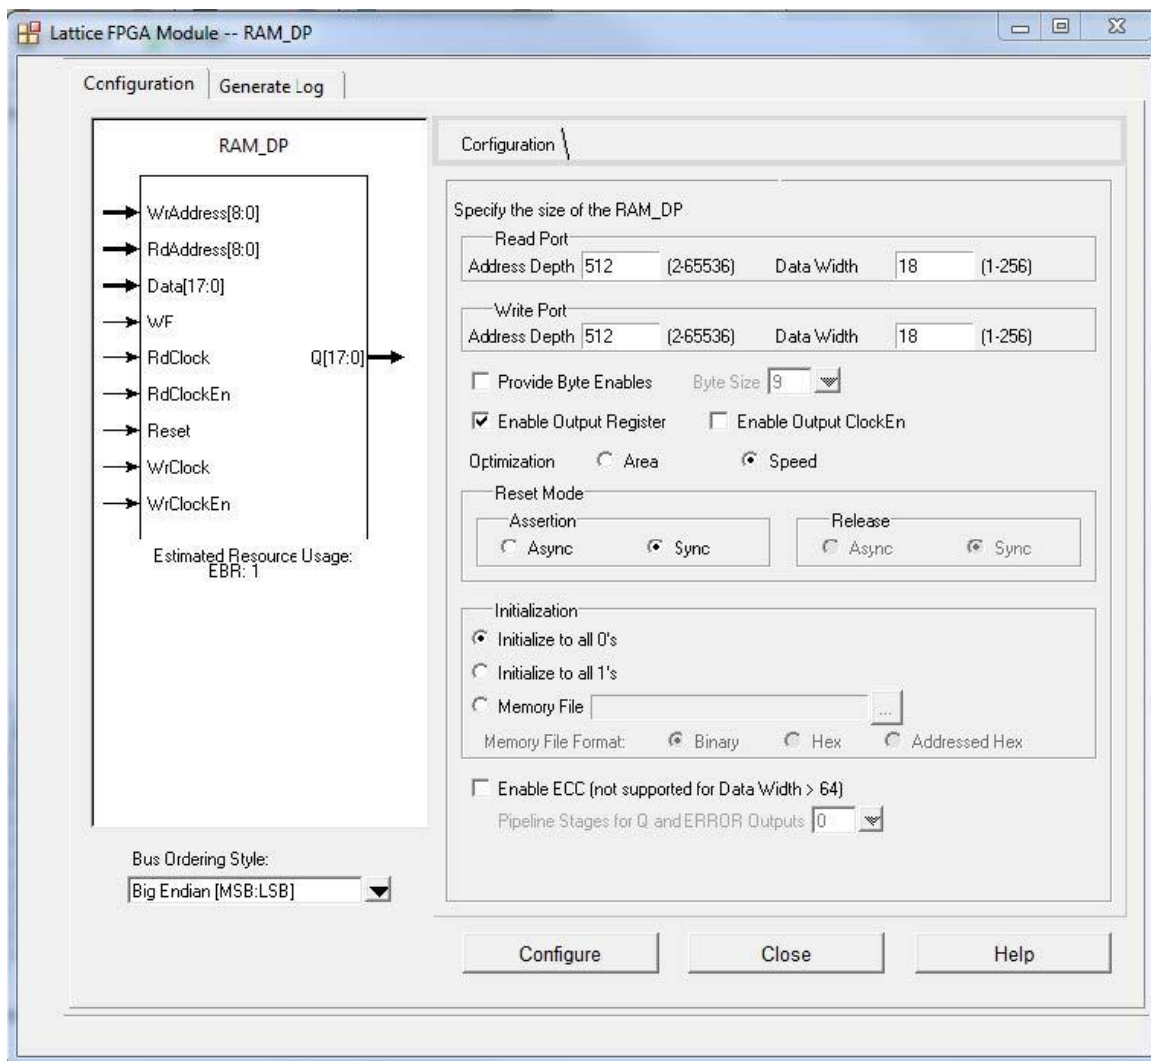 Lattice FPGA Module -- RAM_DP
Configuration
Generate Log
RAM_DP
WrAddress[8:0]
RdAddress[8:0]
Data[17:0]
WF
RdClock
Q[17:0]
RdClockEn
Reset
WrClock
WrClockEn
Estimated Resource Usage:
EBR: 1
Bus Ordering Style:
Big Endian [MSB:LSB]
Corfiguration
Specify the size of the RAM_DP
Read Port
Address Depth 512 (2-65536) Data Width 18 (1-256)
Write Port
Address Depth 512 (2-65536) Data Width 18 (1-256)
Provide Byte Enables Byte Size 9
Enable Output Register Enable Output ClockEn
Optimization Area Speed
Reset Mode
Assertion
Async Sync
Release
Async Sync
Initialization
Initialize to all 0's
Initialize to all 1's
Memory File ...
Memory File Format: Binary Hex Addressed Hex
Enable ECC (not supported for Data Width > 64)
Pipeline Stages for Q and ERROR Outputs 0
Configure Close Help